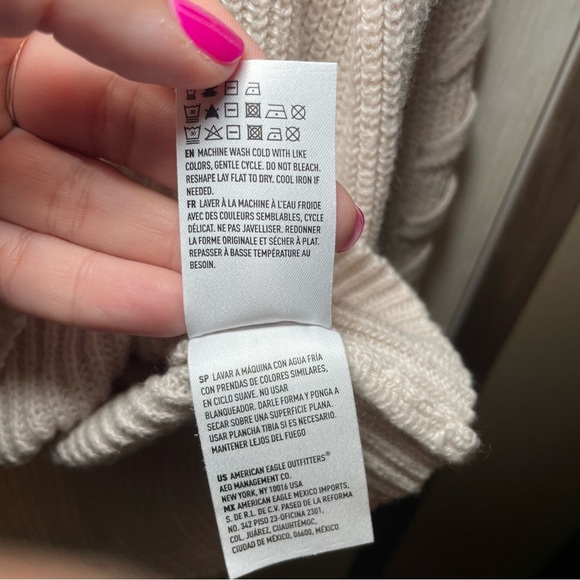 EN MACHINE WASH COLD WITH LIKE
COLORS, GENTLE CYCLE. DO NOT BLEACH.
RESHAPE LAY FLAT TO DRY. COOL IRON IF
NEEDED.
FR LAVER À LA MACHINE À L'EAU FROIDE
AVEC DES COULEURS SEMBLABLES, CYCLE
DÉLICAT. NE PAS JAVELLISER. REDONNER
LA FORME ORIGINALE ET SÉCHER À PLAT.
REPASSER À BASSE TEMPÉRATURE AU
BESOIN.
SP LAVAR A MÁQUINA CON AGUA FRÍA
CON PRENDAS DE COLORES SIMILARES,
EN CICLO SUAVE. NO USAR
BLANQUEADOR. DARLE FORMA Y PONGA A
SECAR SOBRE UNA SUPERFICIE PLANA.
USAR PLANCHA TIBIA SI ES NECESARIO.
MANTENER LEJOS DEL FUEGO
US AMERICAN EAGLE OUTFITTERS®
AEO MANAGEMENT CO.
NEW YORK, NY 10016 USA
MX AMERICAN EAGLE MEXICO IMPORTS,
S. DE R.L. DE C.V. PASEO DE LA REFORMA
NO. 342 PISO 23-OFICINA 2301,
COL. JUÁREZ, CUAUHTÉMOC,
CIUDAD DE MÉXICO, 06600, MÉXICO